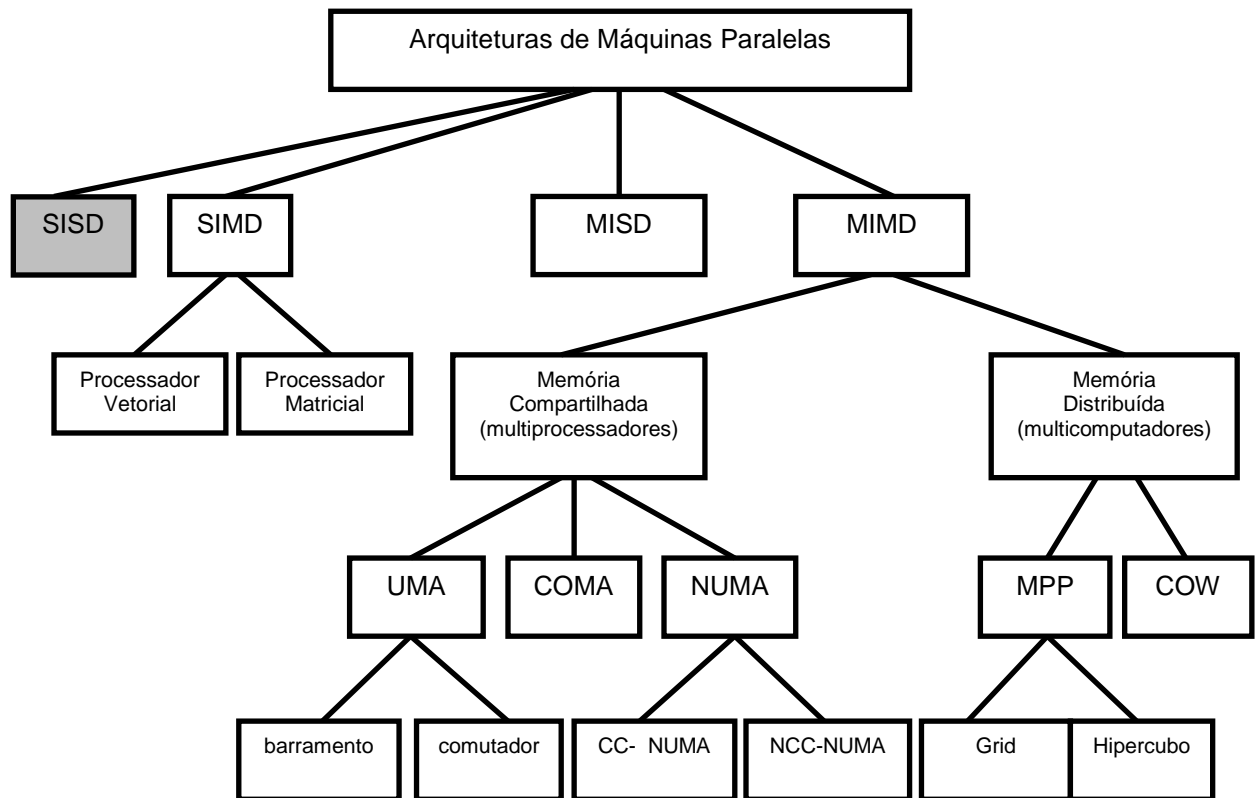 Arquiteturas de Máquinas Paralelas
SISD
SIMD
MISD
MIMD
Processador
Vetorial
Processador
Matricial
Memória
Compartilhada
(multiprocessadores)
Memória
Distribuída
(multicomputadores)
UMA
COMA
NUMA
MPP
COW
barramento
comutador
CC- NUMA
NCC-NUMA
Grid
Hipercubo